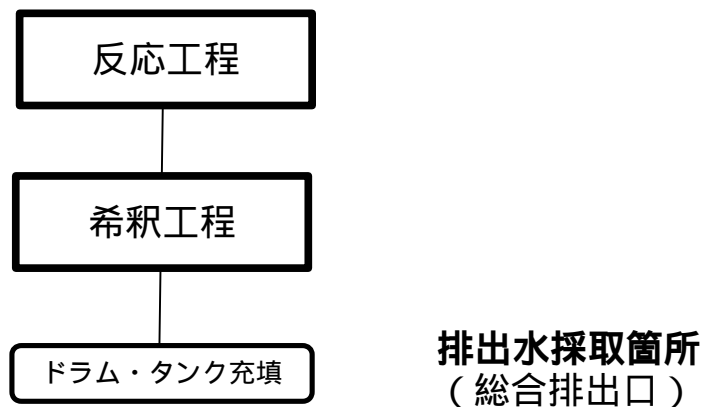 反応工程
希釈工程
ドラム・タンク充填
排出水採取箇所
（総合排出口）